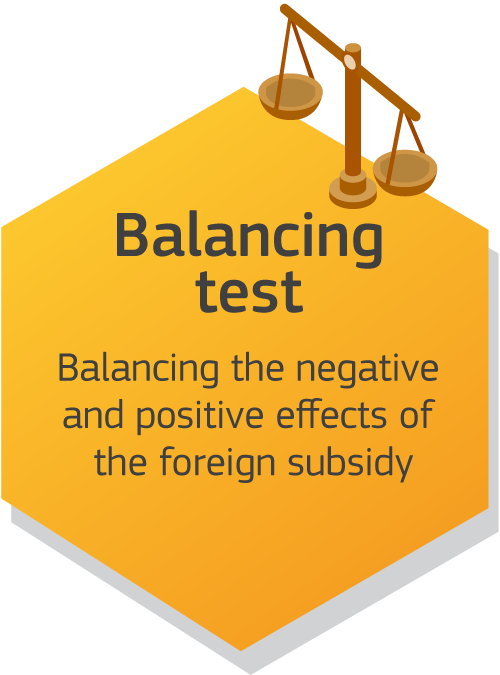 Balancing
test
Balancing the negative
and positive effects of
the foreign subsidy